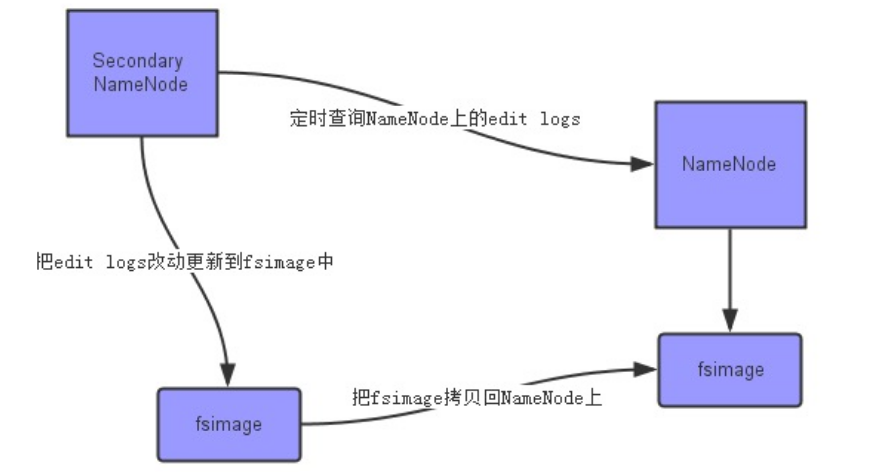 Secondary
NameNode
定时查询NameNode上的edit logs
NameNode
把edit logs改动更新到fsimage中
fsimage
把fsimage拷贝回NameNode上
fsimage